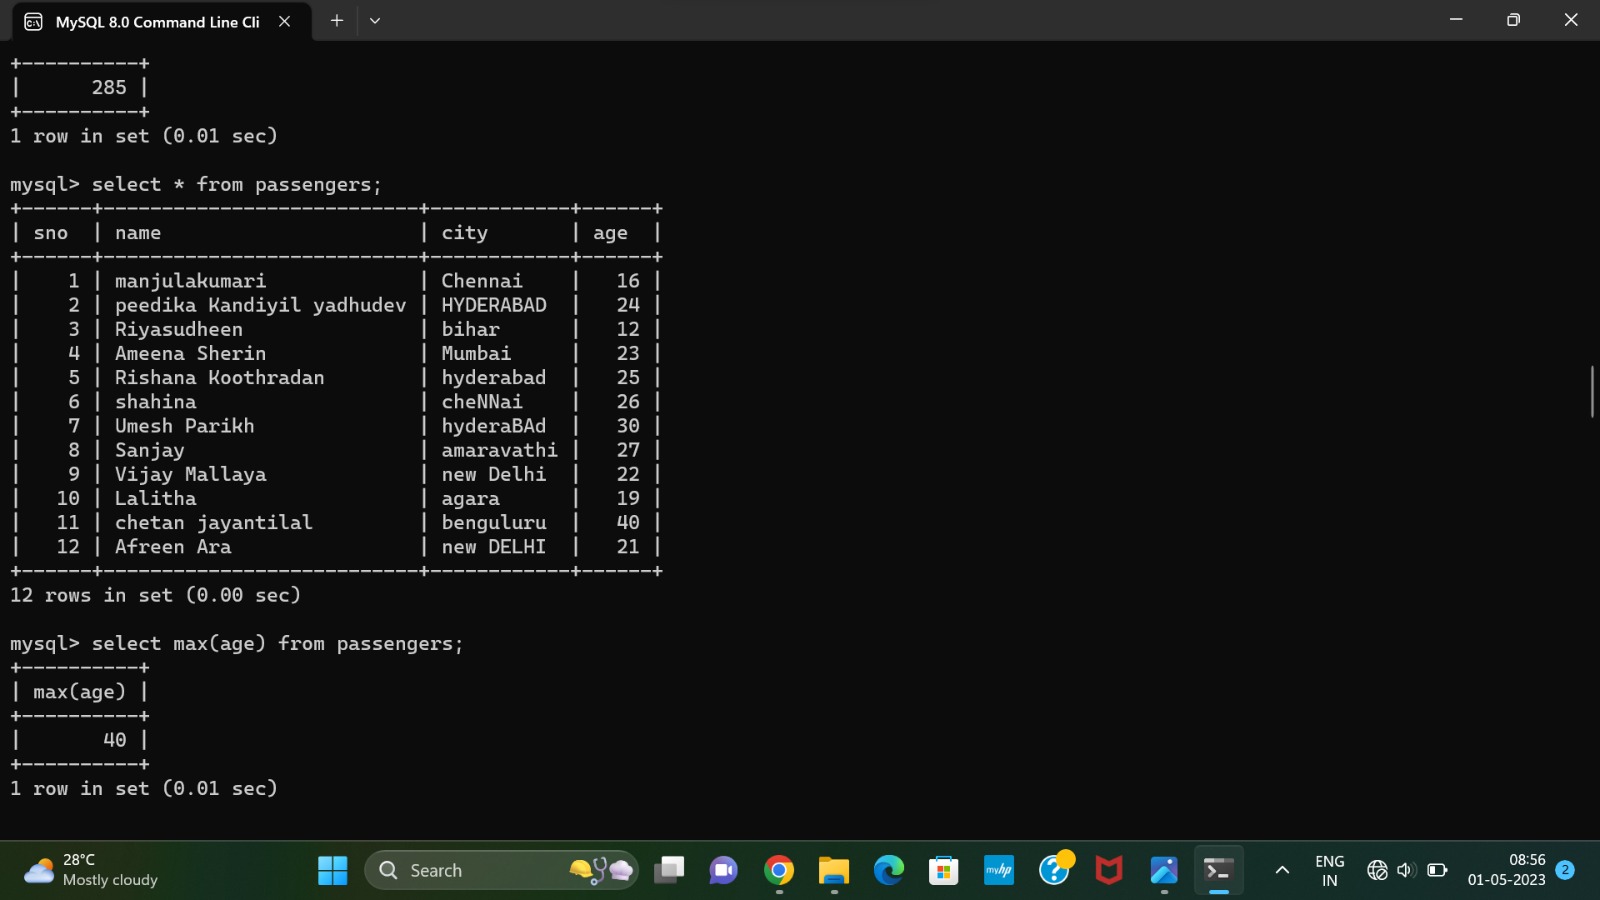 MySQL 8.0 Command Line Cli
+----------+
|      285 |
+----------+
1 row in set (0.01 sec)
mysql> select * from passengers;
+------+---------------------------+------------+------+
| sno  | name                      | city       | age  |
+------+---------------------------+------------+------+
|    1 | manjulakumari             | Chennai    |   16 |
|    2 | peedika Kandiyil yadhudev | HYDERABAD  |   24 |
|    3 | Riyasudheen               | bihar      |   12 |
|    4 | Ameena Sherin             | Mumbai     |   23 |
|    5 | Rishana Koothradan        | hyderabad  |   25 |
|    6 | shahina                   | cheNNai    |   26 |
|    7 | Umesh Parikh              | hyderaBAd  |   30 |
|    8 | Sanjay                    | amaravathi |   27 |
|    9 | Vijay Mallaya             | new Delhi  |   22 |
|   10 | Lalitha                   | agara      |   19 |
|   11 | chetan jayantilal         | benguluru  |   40 |
|   12 | Afreen Ara                | new DELHI  |   21 |
+------+---------------------------+------------+------+
12 rows in set (0.00 sec)
mysql> select max(age) from passengers;
+----------+
| max(age) |
+----------+
|       40 |
+----------+
1 row in set (0.01 sec)
28°C
Mostly cloudy
Search
myhp
ENG
IN
08:56
01-05-2023
2